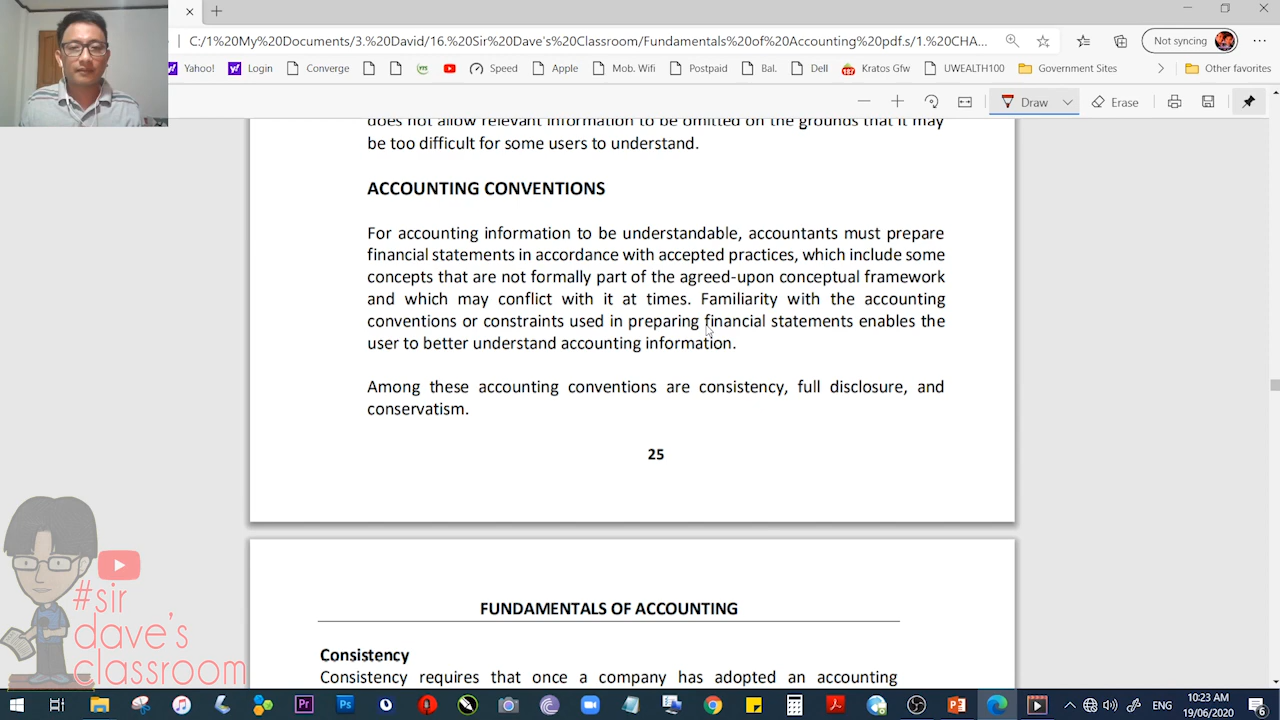 C:/1%20My%20Documents/3.%20David/16.%20Sir%20Dave's%20Classroom/Fundamentals%20of%20Accounting%20pdf.s/1.%20CHA...
Not syncing
Yahoo!
Login
Converge
Speed
Apple
Mob. Wifi
Postpaid
Bal.
Dell
Kratos Gfw
UWEALTH100
Government Sites
Other favorites
Draw
Erase
does not allow relevant information to be omitted on the grounds that it may
be too difficult for some users to understand.
ACCOUNTING CONVENTIONS
For accounting information to be understandable, accountants must prepare
financial statements in accordance with accepted practices, which include some
concepts that are not formally part of the agreed-upon conceptual framework
and which may conflict with it at times. Familiarity with the accounting
conventions or constraints used in preparing financial statements enables the
user to better understand accounting information.
Among these accounting conventions are consistency, full disclosure, and
conservatism.
25
FUNDAMENTALS OF ACCOUNTING
Consistency
Consistency requires that once a company has adopted an accounting
#sir
dave's
classroom
ENG
10:23 AM
19/06/2020
6